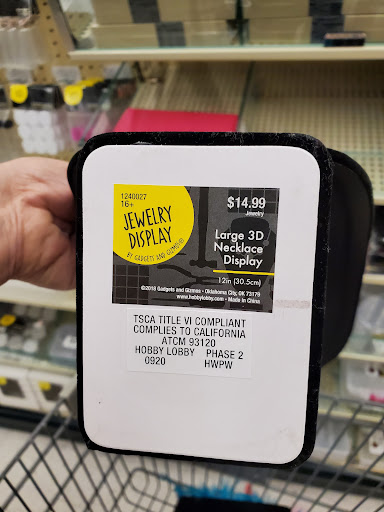 1240027
16+
$14.99
Jewelry
JEWELRY
DISPLAY
BY GADGETS AND GIZMOS
Large 3D
Necklace
Display
12in (30.5cm)
©2018 Gadgets and Gizmos • Oklahoma City, OK 73179
www.hobbylobby.com • Made in China
TSCA TITLE VI COMPLIANT
COMPLIES TO CALIFORNIA
ATCM 93120
HOBBY LOBBY PHASE 2
0920 HWPW